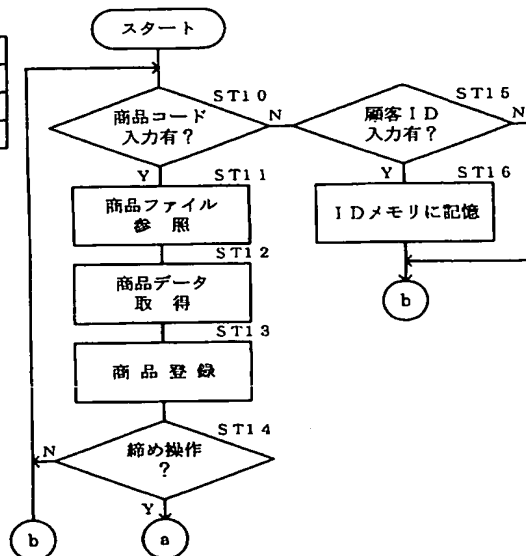 スタート
ST10
商品コード
入力有?
N
Y
ST15
顧客ID
入力有?
N
Y
ST11
商品ファイル
参 照
ST16
IDメモリに記憶
ST12
商品データ
取 得
b
ST13
商 品 登 録
ST14
締め操作
?
N
Y
b
a